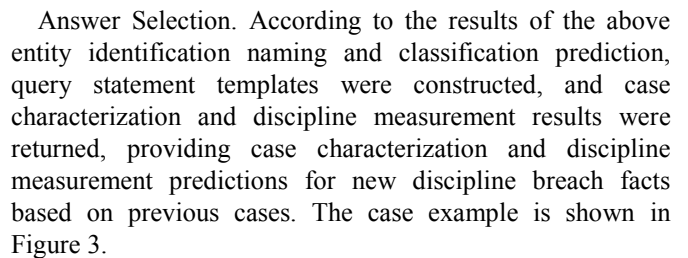 Answer Selection. According to the results of the above
entity identification naming and classification prediction,
query statement templates were constructed, and case
characterization and discipline measurement results were
returned, providing case characterization and discipline
measurement predictions for new discipline breach facts
based on previous cases. The case example is shown in
Figure 3.